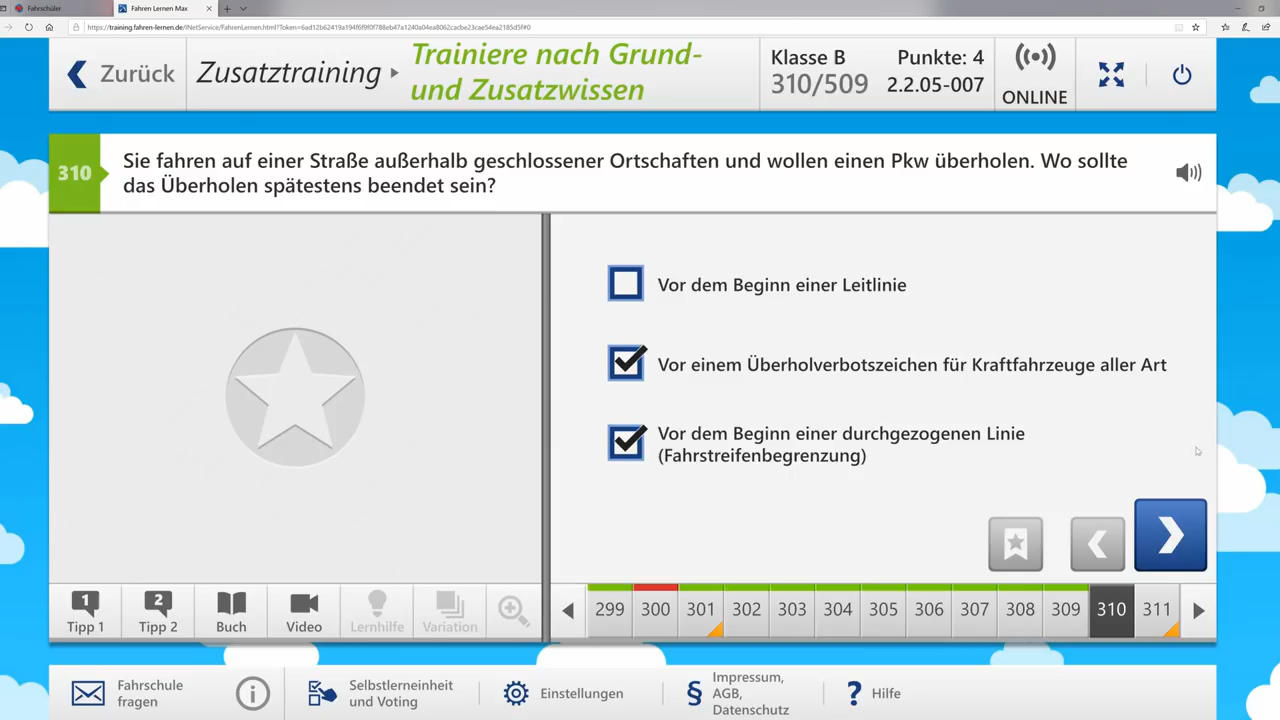 Fahrschüler
Fahren Lernen Max
Zurück
Zusatztraining
Trainiere nach Grund-
und Zusatzwissen
Klasse B
310/509
Punkte: 4
2.2.05-007
ONLINE
310
Sie fahren auf einer Straße außerhalb geschlossener Ortschaften und wollen einen Pkw überholen. Wo sollte
das Überholen spätestens beendet sein?
Vor dem Beginn einer Leitlinie
Vor einem Überholverbotszeichen für Kraftfahrzeuge aller Art
Vor dem Beginn einer durchgezogenen Linie
(Fahrstreifenbegrenzung)
1
Tipp 1
2
Tipp 2
Buch
Video
Lernhilfe
Variation
299 300 301 302 303 304 305 306 307 308 309 310 311
Fahrschule
fragen
Selbstlerneinheit
und Voting
Einstellungen
§
Impressum,
AGB,
Datenschutz
?
Hilfe